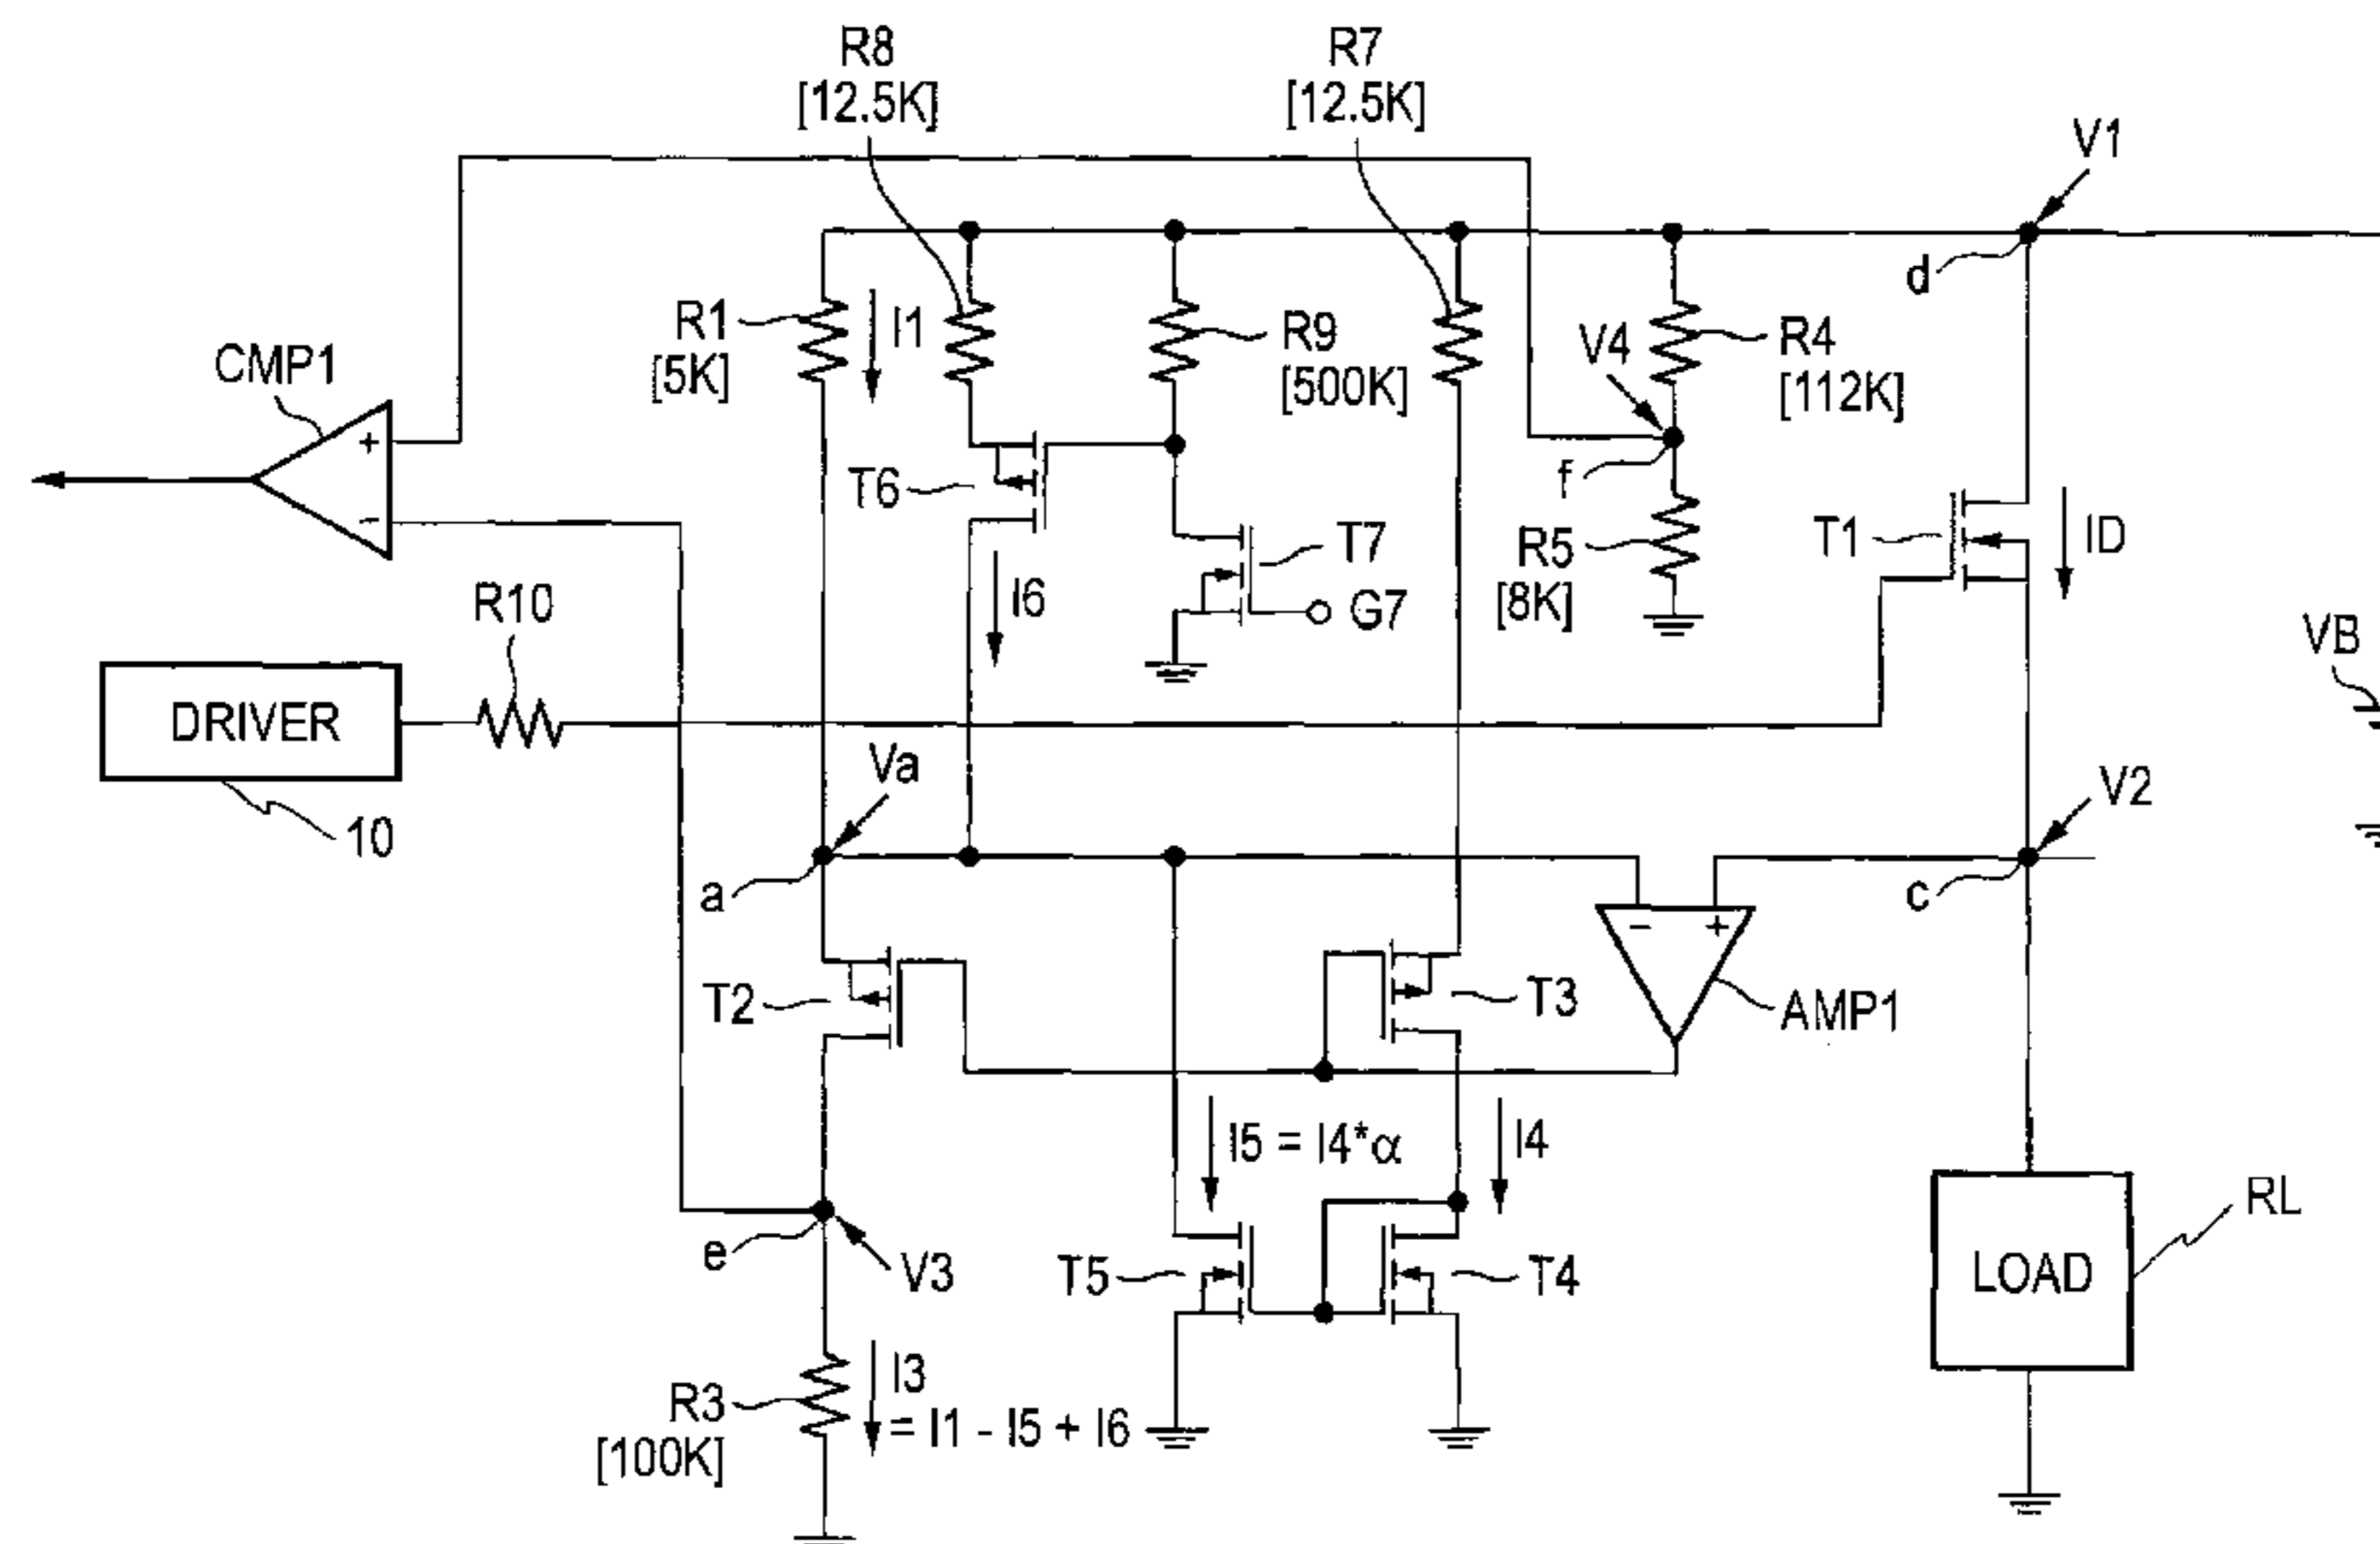 R8
[12.5K]
R7
[12.5K]
V1
d
R1
[5K]
I1
R9
[500K]
V4
R4
[112K]
CMP1
+
-
T6
f
T7
G7
R5
[8K]
T1
ID
I6
R10
VB
DRIVER
10
Va
a
V2
c
- +
T2
T3
AMP1
I5 = I4*α
I4
e
V3
T5
T4
RL
LOAD
R3
[100K]
I3
= I1 - I5 + I6